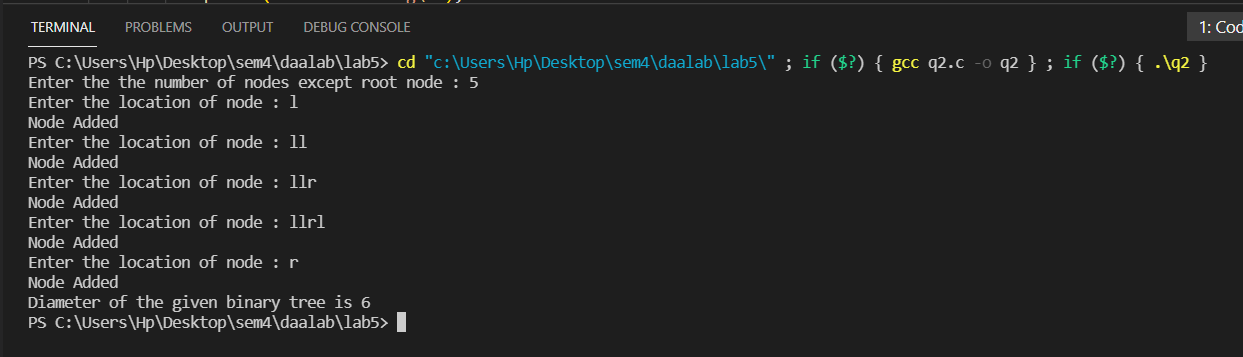 TERMINAL PROBLEMS OUTPUT DEBUG CONSOLE 1: Cod
PS C:\Users\Hp\Desktop\sem4\daalab\lab5> cd "c:\Users\Hp\Desktop\sem4\daalab\lab5\" ; if ($?) { gcc q2.c -o q2 } ; if ($?) { .\q2 }
Enter the the number of nodes except root node : 5
Enter the location of node : l
Node Added
Enter the location of node : ll
Node Added
Enter the location of node : llr
Node Added
Enter the location of node : llrl
Node Added
Enter the location of node : r
Node Added
Diameter of the given binary tree is 6
PS C:\Users\Hp\Desktop\sem4\daalab\lab5>